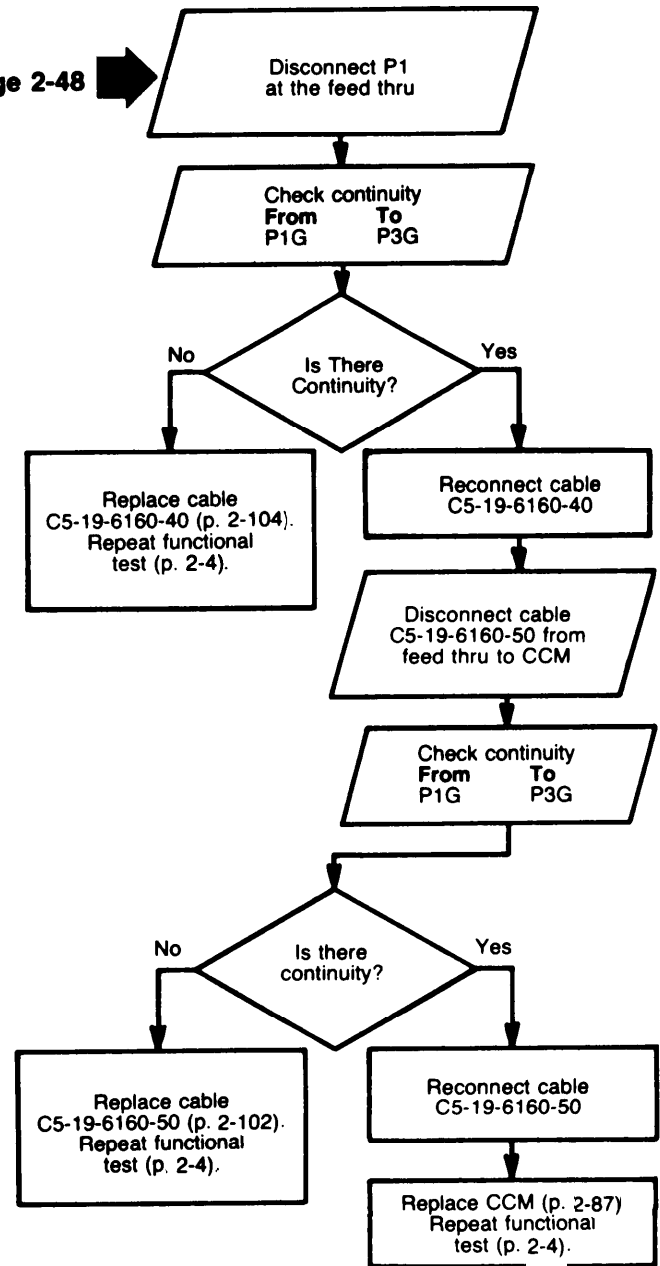 ge 2-48
Disconnect P1
at the feed thru
Check continuity
From To
P1G P3G
No
Yes
Is There
Continuity?
Replace cable
C5-19-6160-40 (p. 2-104).
Repeat functional
test (p. 2-4).
Reconnect cable
C5-19-6160-40
Disconnect cable
C5-19-6160-50 from
feed thru to CCM
Check continuity
From To
P1G P3G
No
Yes
Is there
continuity?
Replace cable
C5-19-6160-50 (p. 2-102).
Repeat functional
test (p. 2-4).
Reconnect cable
C5-19-6160-50
Replace CCM (p. 2-87)
Repeat functional
test (p. 2-4).